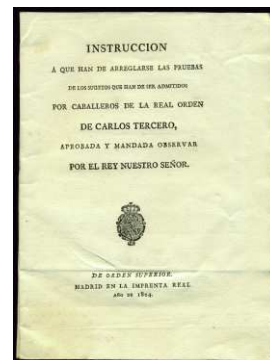 INSTRUCCION
A QUE HAN DE ARREGLARSE LAS PRUEBAS
DE LOS SUGETOS QUE HAN DE SER ADMITIDOS
POR CABALLEROS DE LA REAL ORDEN
DE CARLOS TERCERO,
APROBADA Y MANDADA OBSERVAR
POR EL REY NUESTRO SEÑOR.
DE ORDEN SUPERIOR.
MADRID EN LA IMPRENTA REAL
AÑO DE 1804.